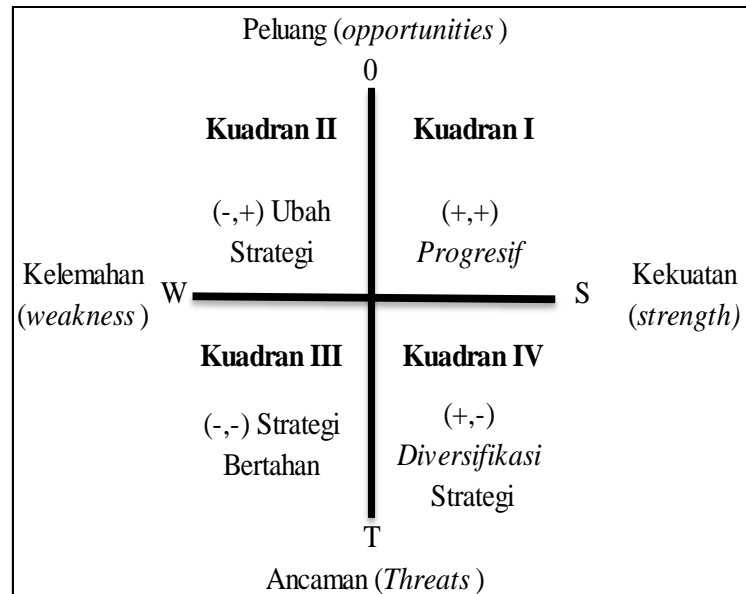 Peluang (opportunities )
0
Kuadran II
Kuadran I
(-,+) Ubah
Strategi
(+,+)
Progresif
Kelemahan
(weakness )
W
S
Kekuatan
(strength)
Kuadran III
Kuadran IV
(-,-) Strategi
Bertahan
(+,-)
Diversifikasi
Strategi
T
Ancaman (Threats )